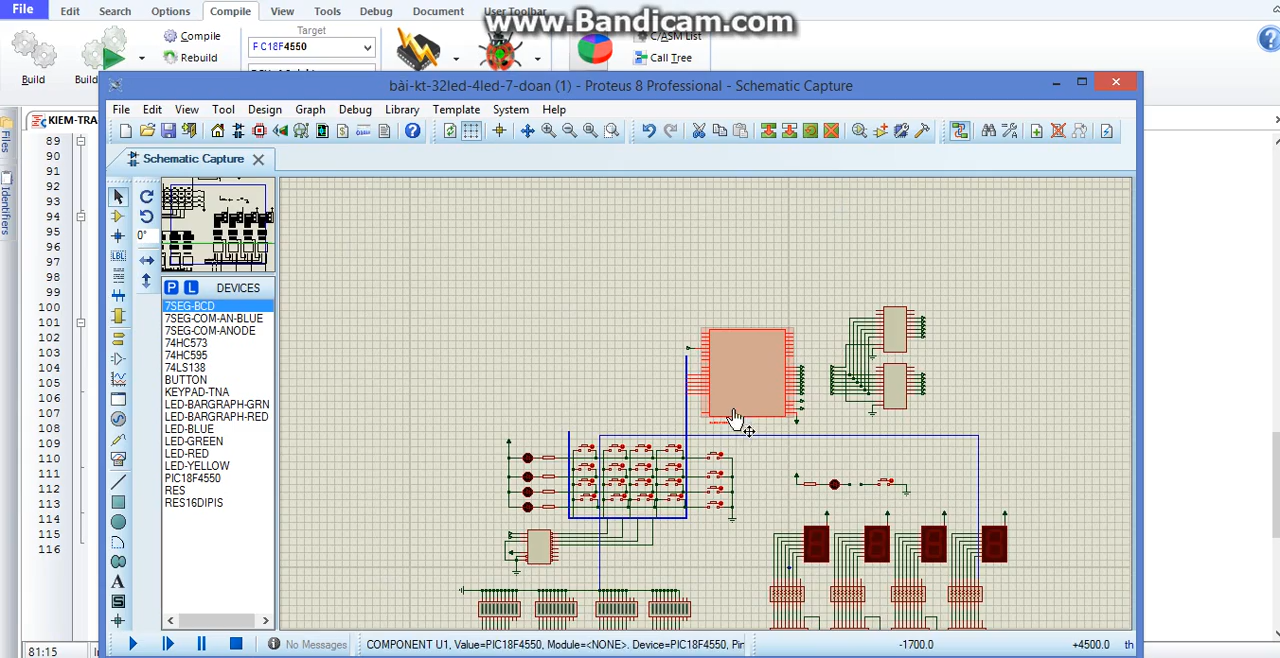 www.Bandicam.com
File Edit Search Options Compile View Tools Debug Document User Toolbar
Compile
Rebuild
Build
Build
Target
PIC18F4550
C/ASM List
Call Tree
bài-kt-32led-4led-7-doan (1) - Proteus 8 Professional - Schematic Capture
File Edit View Tool Design Graph Debug Library Template System Help
Schematic Capture
KIEM-TRA
Files
Identifiers
89
90
91
92
93
94
95
96
97
98
99
100
101
102
103
104
105
106
107
108
109
110
111
112
113
114
115
116
0°
LBL
P L DEVICES
7SEG-BCD
7SEG-COM-AN-BLUE
7SEG-COM-ANODE
74HC573
74HC595
74LS138
BUTTON
KEYPAD-TNA
LED-BARGRAPH-GRN
LED-BARGRAPH-RED
LED-BLUE
LED-GREEN
LED-RED
LED-YELLOW
PIC18F4550
RES
RES16DIPIS
A
S
No Messages
COMPONENT U1, Value=PIC18F4550, Module=<NONE>. Device=PIC18F4550, Pin
-1700.0
+4500.0
th
81:15